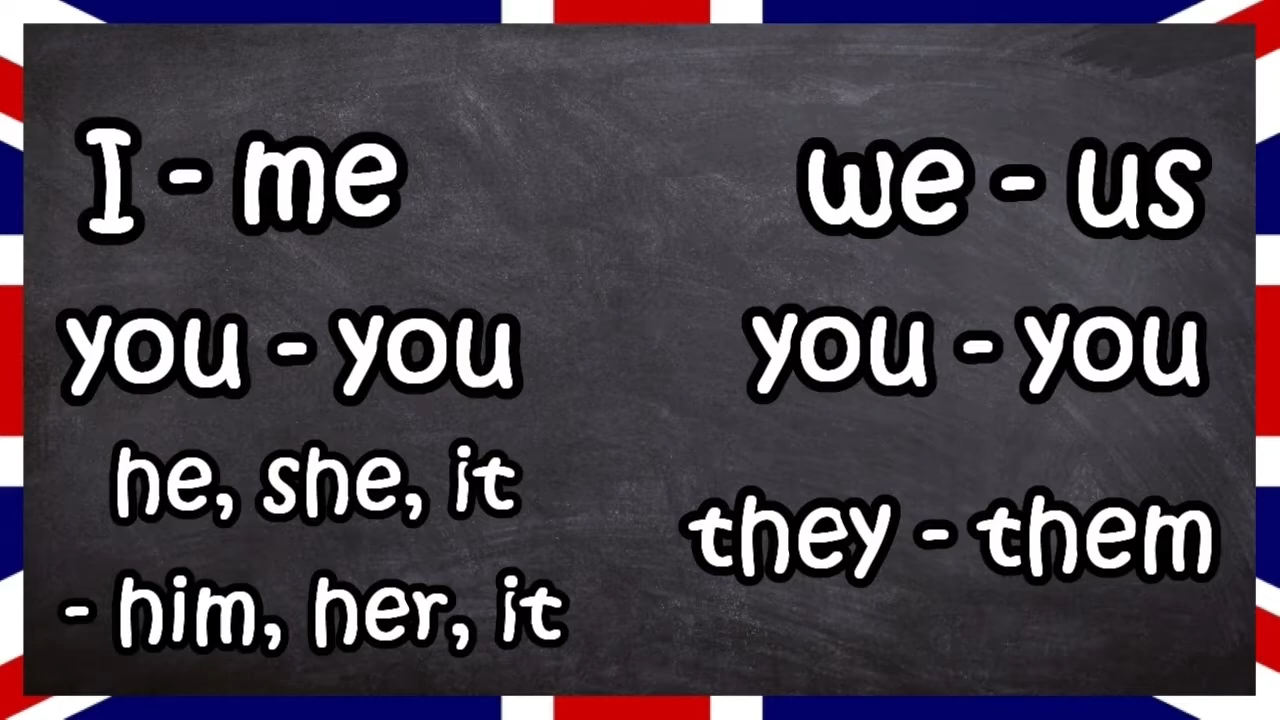 I - me
you - you
he, she, it
- him, her, it
we - us
you - you
they - them